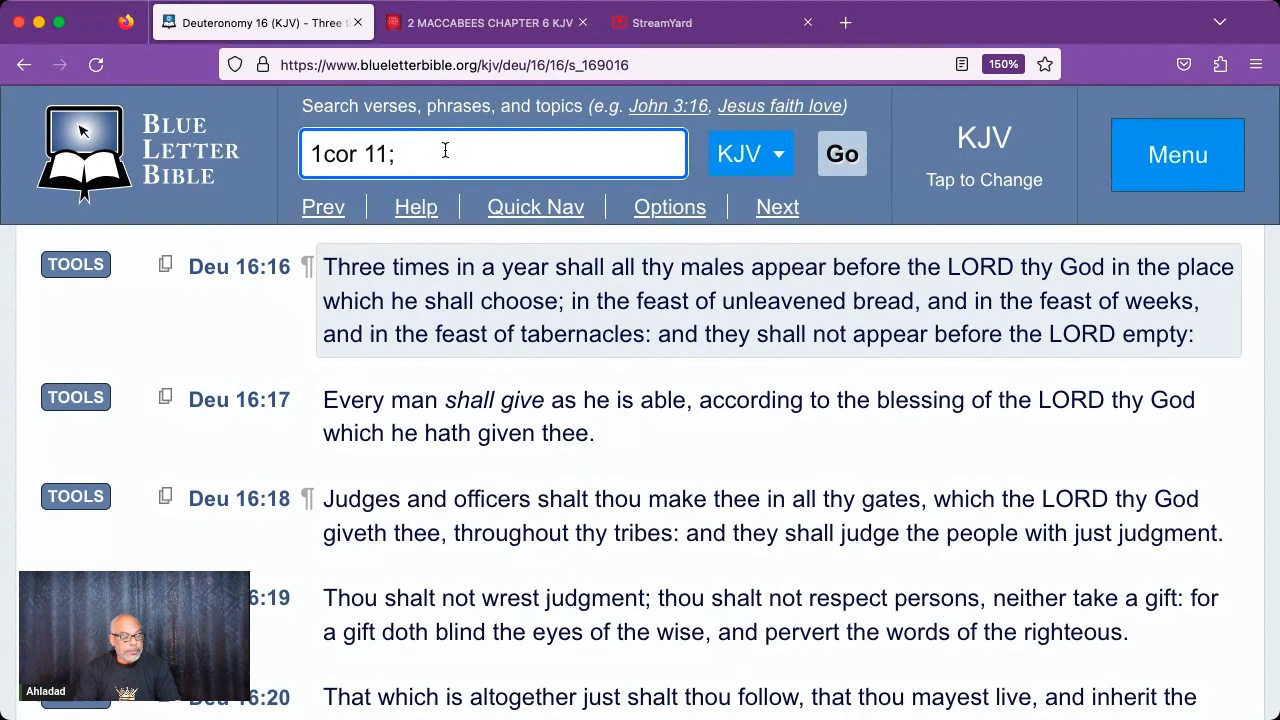 Deuteronomy 16 (KJV) - Three t
2 MACCABEES CHAPTER 6 KJV
StreamYard
https://www.blueletterbible.org/kjv/deu/16/16/s_169016
150%
Search verses, phrases, and topics (e.g. John 3:16, Jesus faith love)
BLUE
LETTER
BIBLE
1cor 11;
KJV
Go
KJV
Tap to Change
Menu
Prev
Help
Quick Nav
Options
Next
TOOLS Deu 16:16 ¶ Three times in a year shall all thy males appear before the LORD thy God in the place
which he shall choose; in the feast of unleavened bread, and in the feast of weeks,
and in the feast of tabernacles: and they shall not appear before the LORD empty:
TOOLS Deu 16:17 Every man shall give as he is able, according to the blessing of the LORD thy God
which he hath given thee.
TOOLS Deu 16:18 ¶ Judges and officers shalt thou make thee in all thy gates, which the LORD thy God
giveth thee, throughout thy tribes: and they shall judge the people with just judgment.
6:19 Thou shalt not wrest judgment; thou shalt not respect persons, neither take a gift: for
a gift doth blind the eyes of the wise, and pervert the words of the righteous.
6:20 That which is altogether just shalt thou follow, that thou mayest live, and inherit the
Ahladad